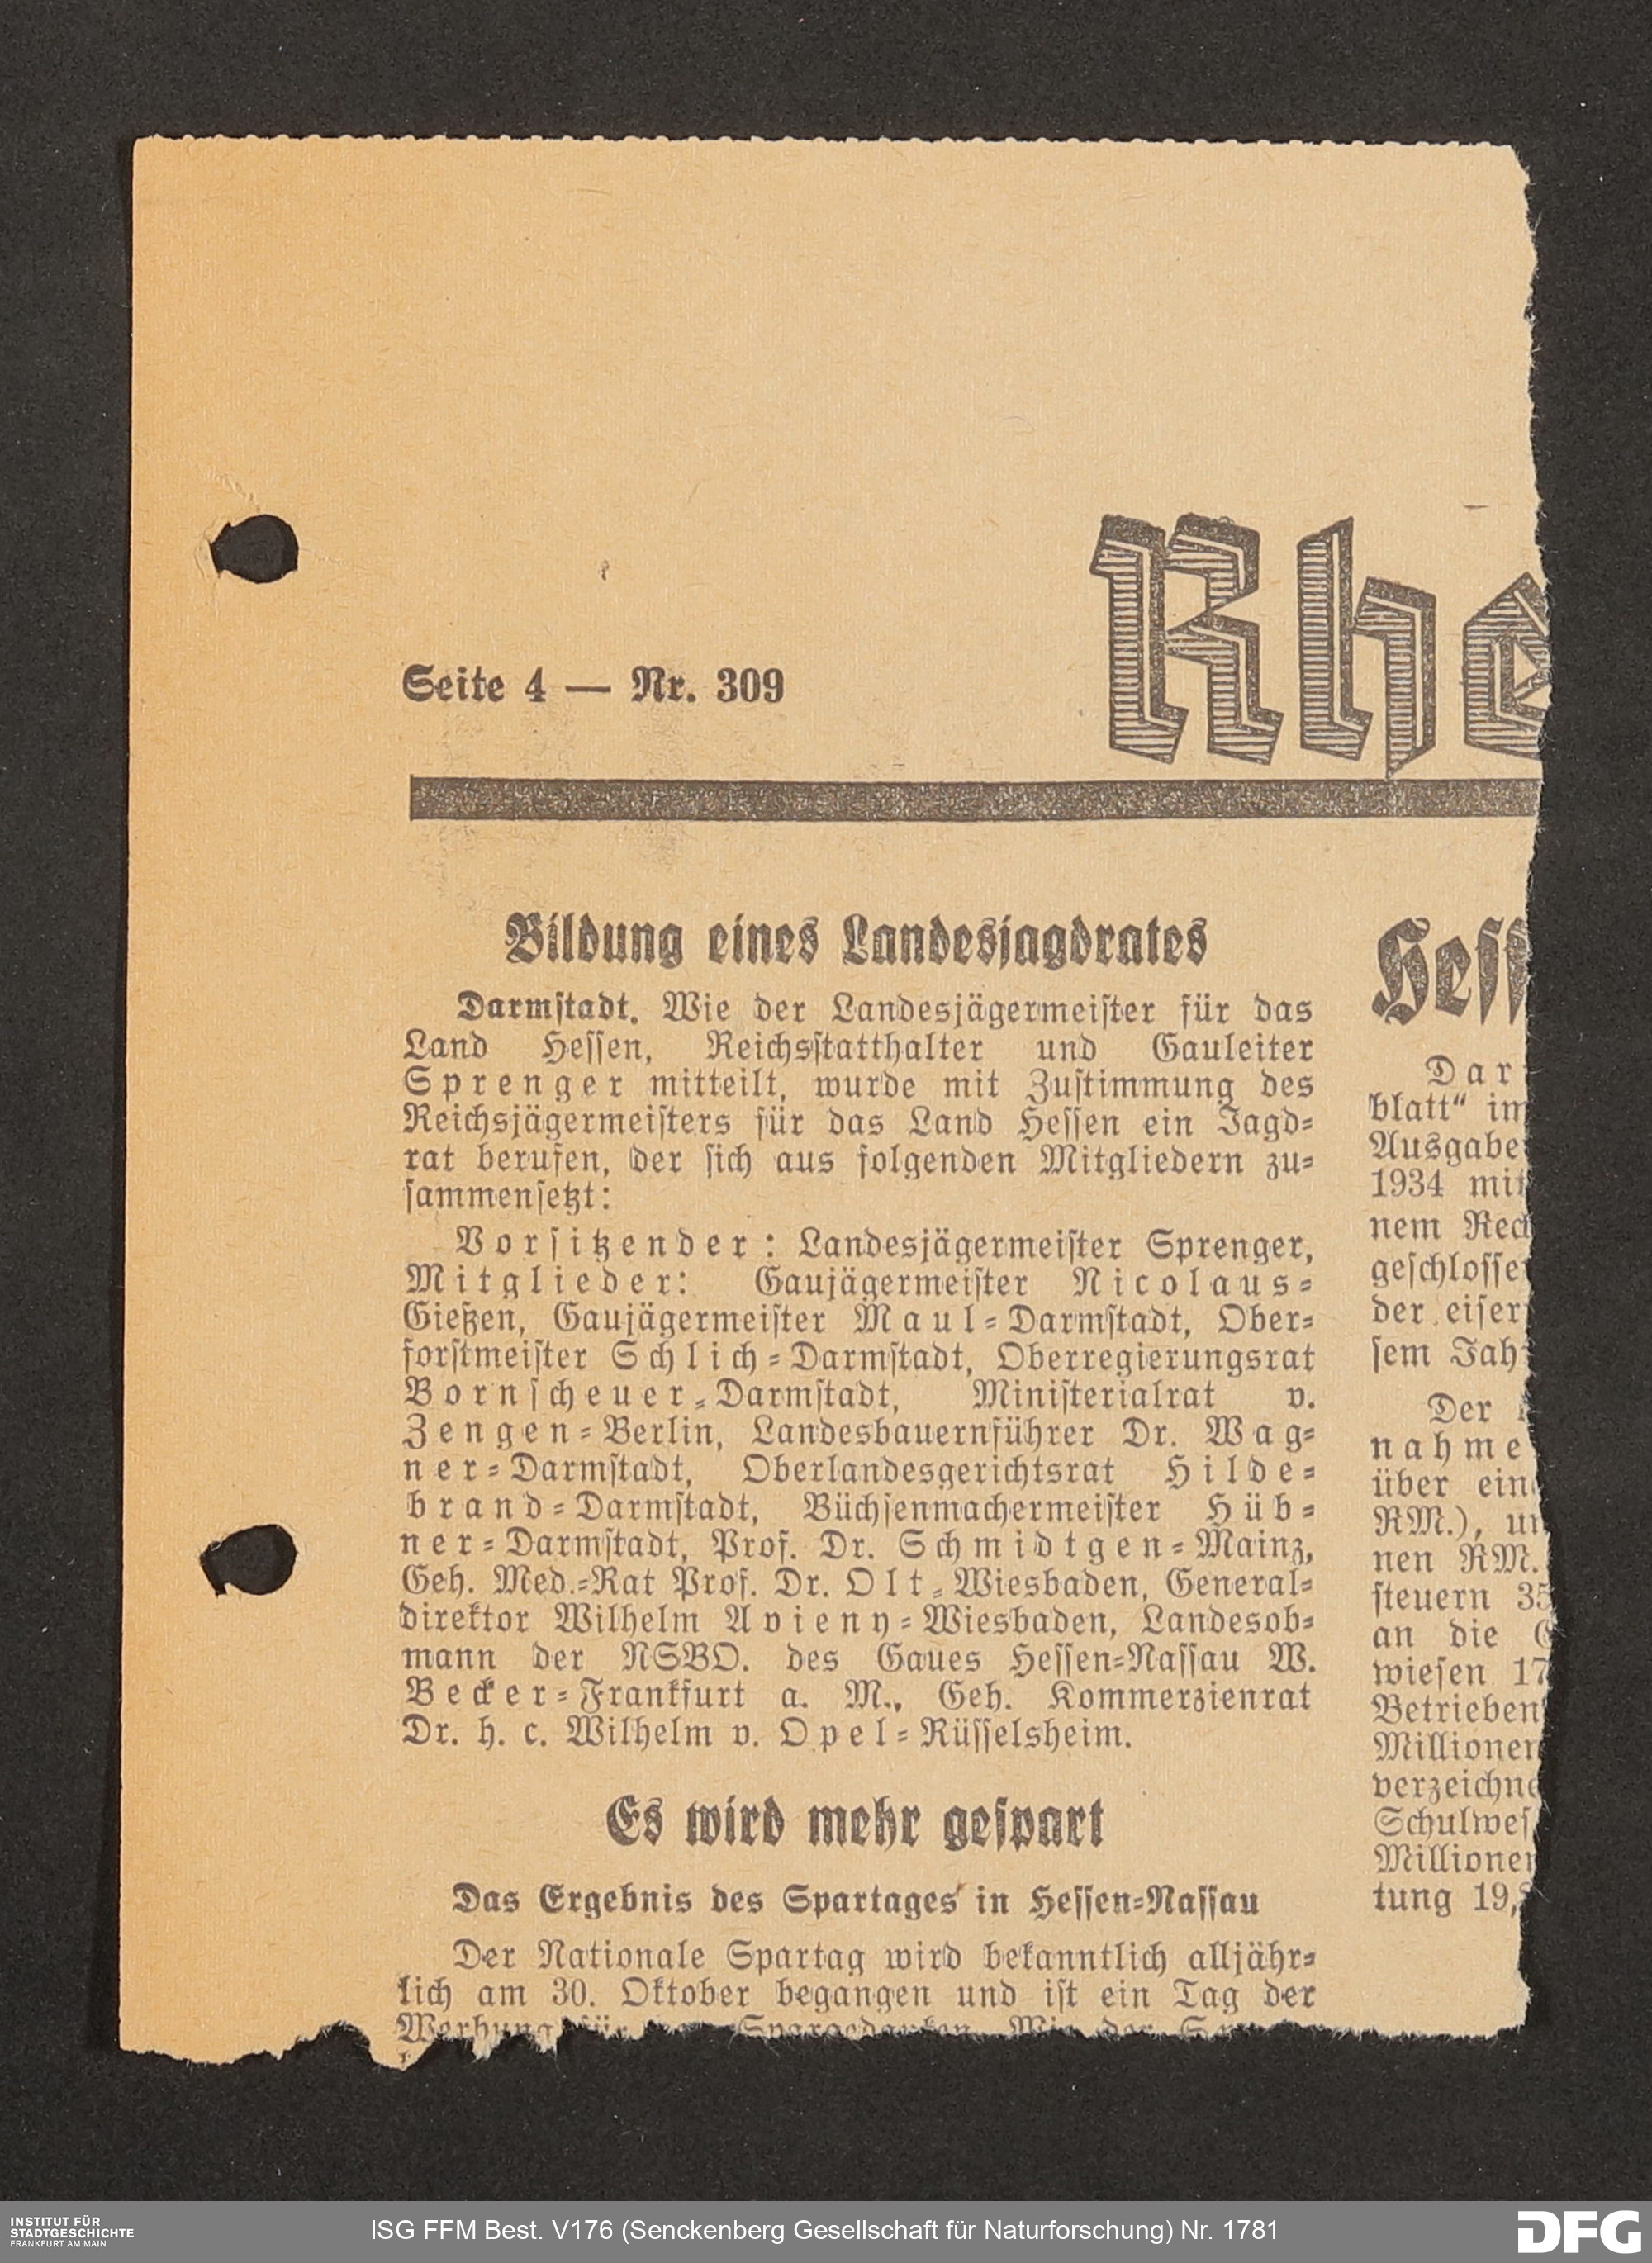 Seite 4 — Nr. 309
Rhe
Bildung eines Landesjagdrates
Darmstadt. Wie der Landesjägermeister für das
Land Hessen, Reichsstatthalter und Gauleiter
Sprenger mitteilt, wurde mit Zustimmung des
Reichsjägermeisters für das Land Hessen ein Jagd-
rat berufen, der sich aus folgenden Mitgliedern zu-
sammensetzt:
Vorsitzender: Landesjägermeister Sprenger,
Mitglieder: Gaujägermeister Nicolaus-
Gießen, Gaujägermeister Maul-Darmstadt, Ober-
forstmeister Schlich-Darmstadt, Oberregierungsrat
Bornscheuer-Darmstadt, Ministerialrat v.
Zengen-Berlin, Landesbauernführer Dr. Wag-
ner-Darmstadt, Oberlandesgerichtsrat Hilde-
brand-Darmstadt, Büchsenmachermeister Hüb-
ner-Darmstadt, Prof. Dr. Schmidtgen-Mainz,
Geh. Med.-Rat Prof. Dr. Olt-Wiesbaden, General-
direktor Wilhelm Avieny-Wiesbaden, Landesob-
mann der NSBO. des Gaues Hessen-Nassau W.
Becker-Frankfurt a. M., Geh. Kommerzienrat
Dr. h. c. Wilhelm v. Opel-Rüsselsheim.
Es wird mehr gespart
Das Ergebnis des Spartages in Hessen-Nassau
Der Nationale Spartag wird bekanntlich alljähr-
lich am 30. Oktober begangen und ist ein Tag der
Hess
Dar
blatt“ im
Ausgabe
1934 mit
nem Rech
geschlosse
der eiser
sem Jah
Der
nahme
über ein
RM.), un
nen RM.
steuern 35
an die
wiesen 17
Betrieben
Millionen
verzeichne
Schulwes
Millionen
tung 19,
INSTITUT FÜR
STADTGESCHICHTE
FRANKFURT AM MAIN
ISG FFM Best. V176 (Senckenberg Gesellschaft für Naturforschung) Nr. 1781
DFG